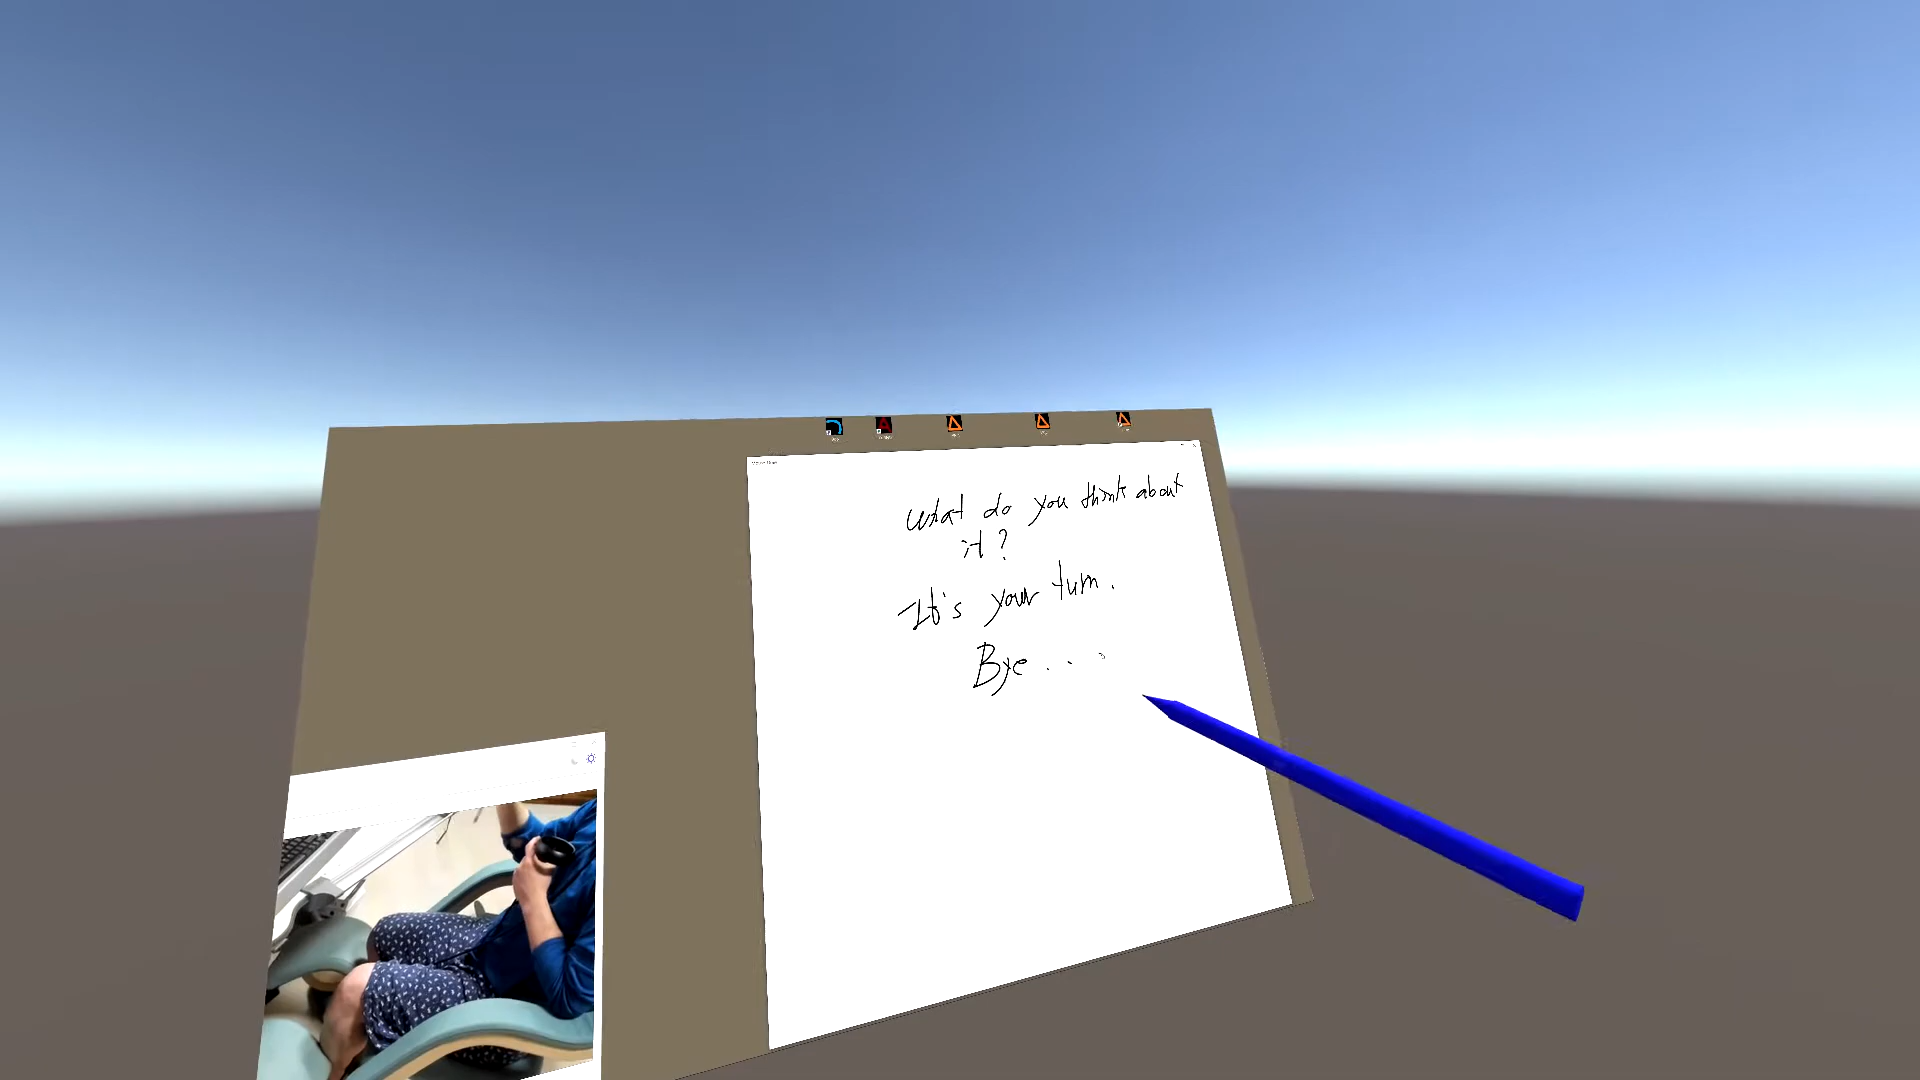 What do you think about
it?
It's your turn.
Bye . . .